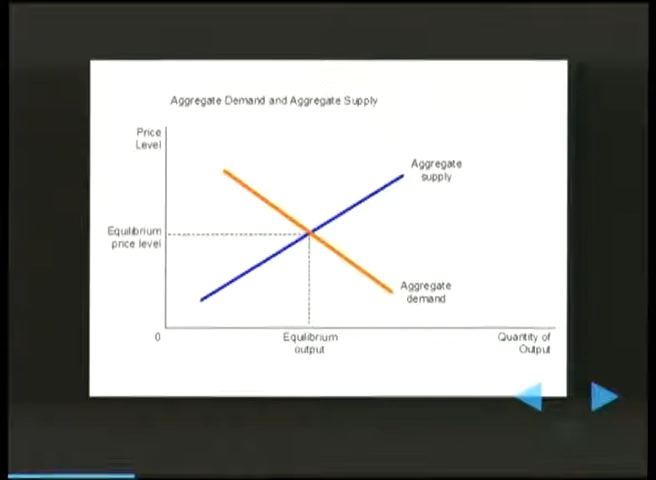 Aggregate Demand and Aggregate Supply
Price
Level
Aggregate
supply
Equilibrium
price level
Aggregate
demand
0
Equilibrium
output
Quantity of
Output